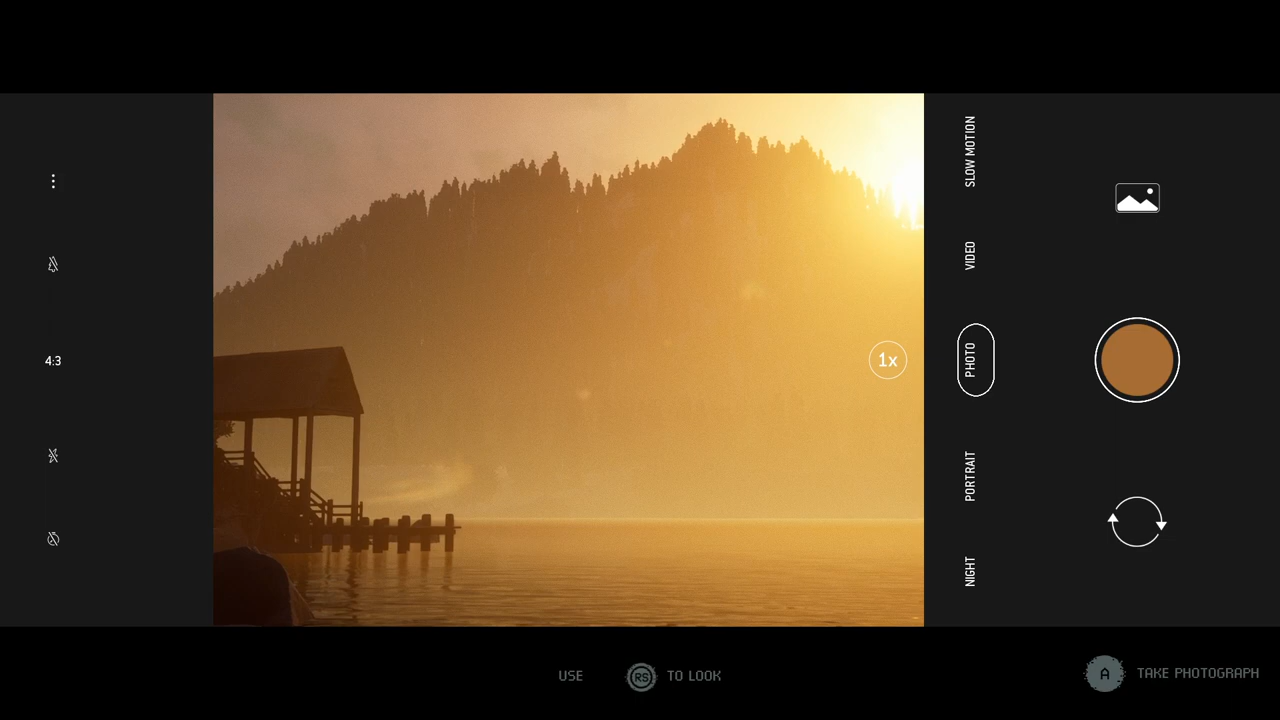 4:3
1x
SLOW MOTION
VIDEO
PHOTO
PORTRAIT
NIGHT
USE RS TO LOOK
A TAKE PHOTOGRAPH